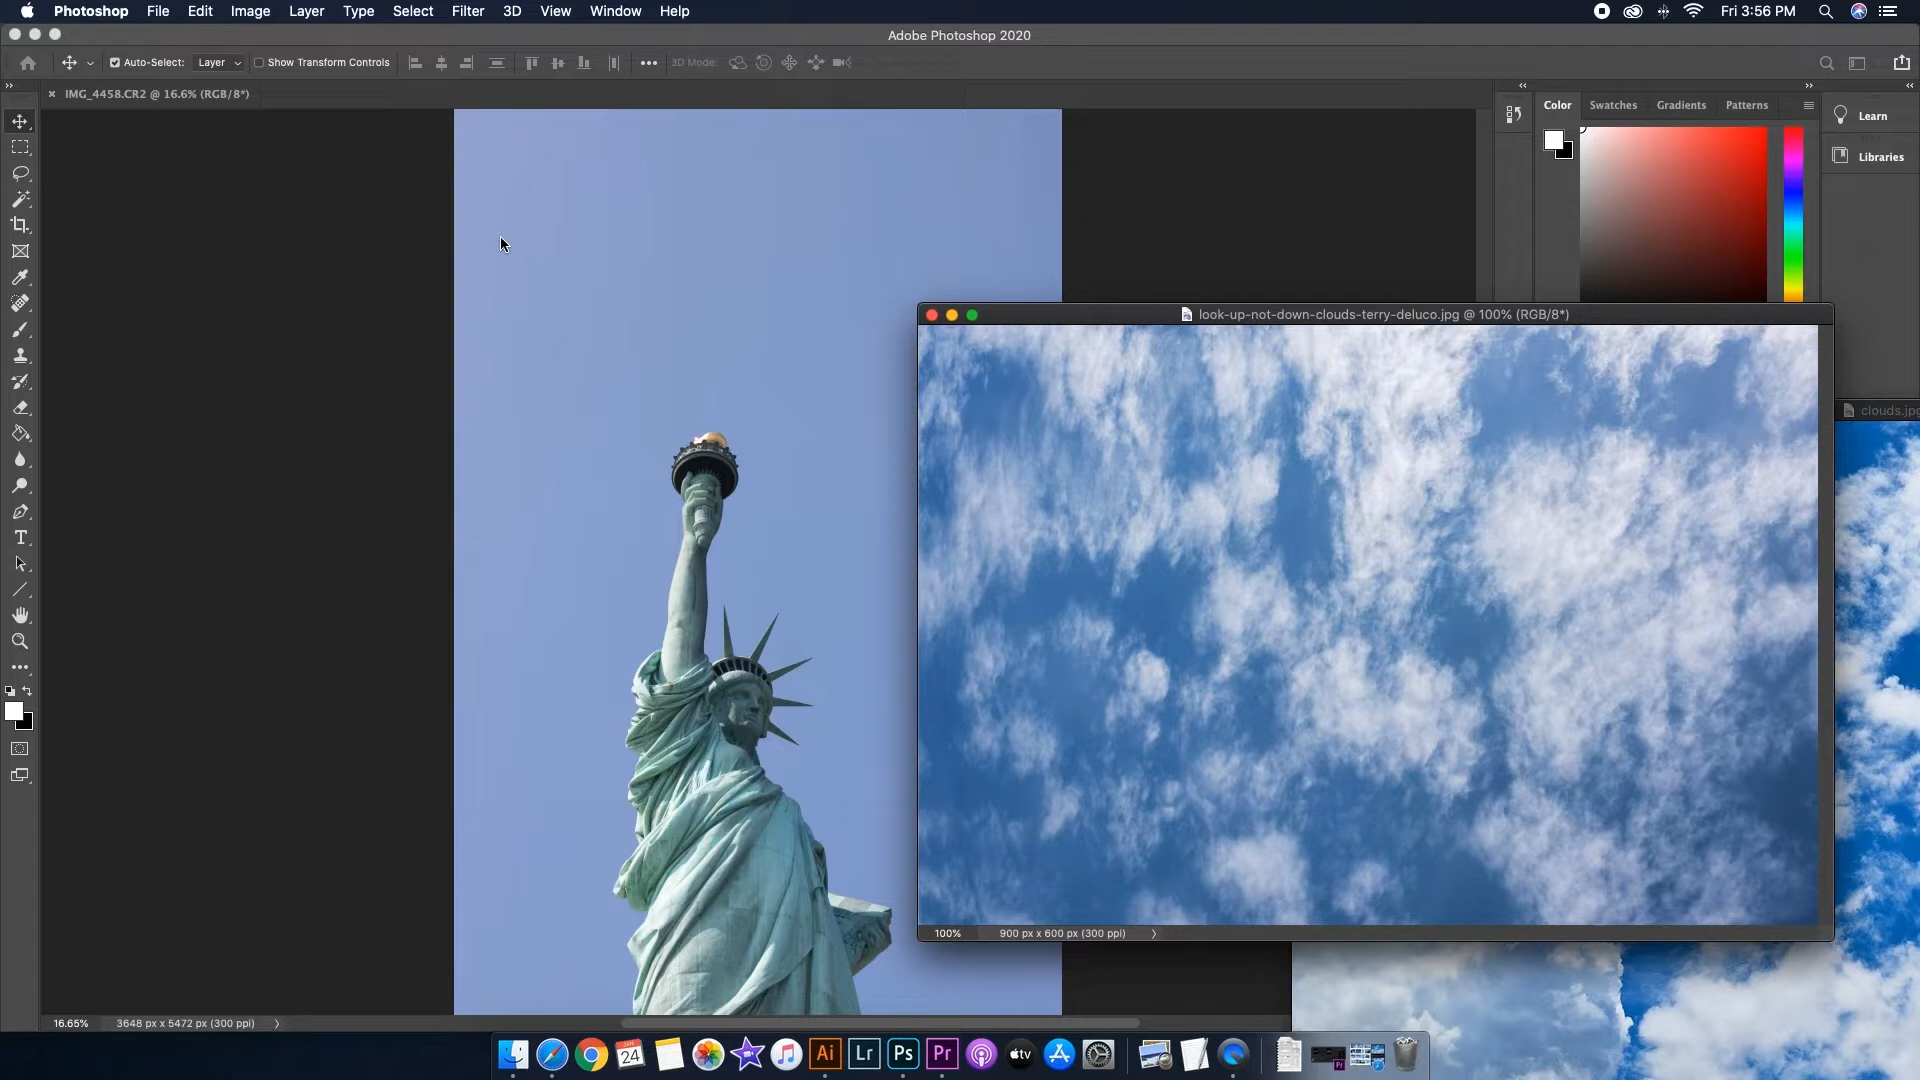 Photoshop File Edit Image Layer Type Select Filter 3D View Window Help Fri 3:56 PM
Adobe Photoshop 2020
Auto-Select: Layer Show Transform Controls 3D Mode:
× IMG_4458.CR2 @ 16.6% (RGB/8*)
Color Swatches Gradients Patterns
Learn
Libraries
look-up-not-down-clouds-terry-deluco.jpg @ 100% (RGB/8*)
clouds.jpg
100% 900 px x 600 px (300 ppi)
16.65% 3648 px x 5472 px (300 ppi)
JAN
24
Ai Lr Ps Pr tv